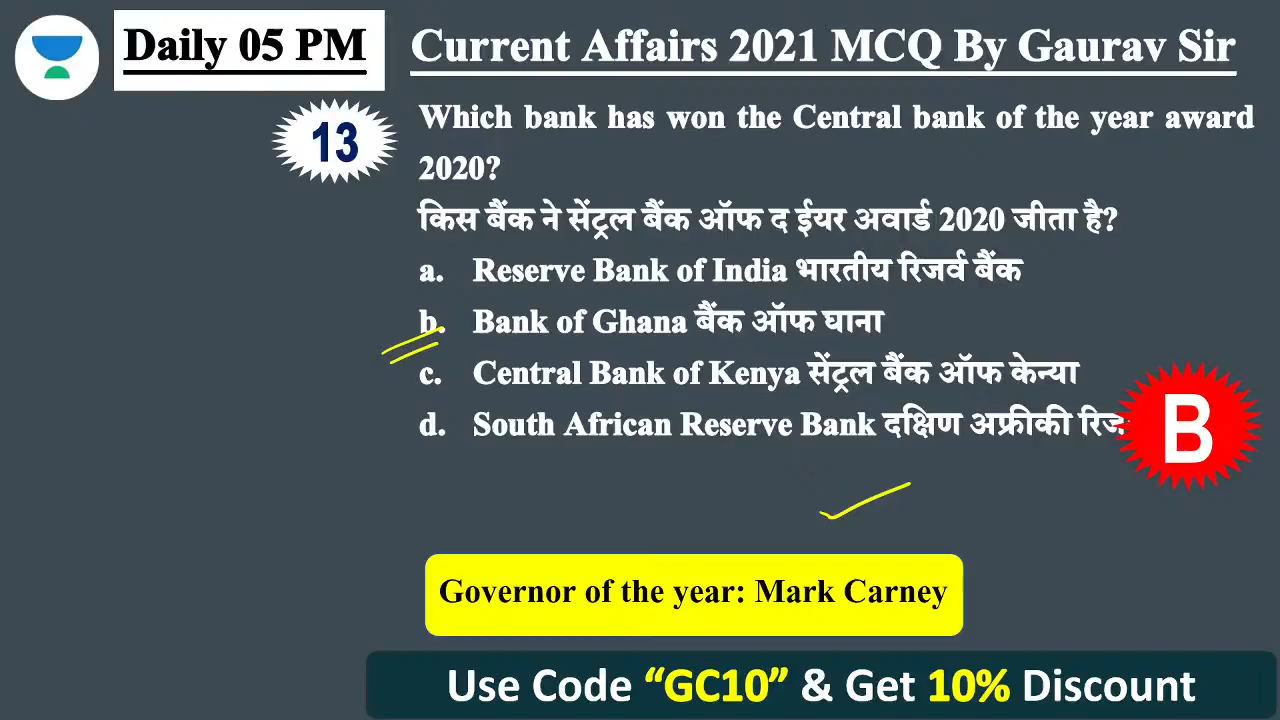 Daily 05 PM
Current Affairs 2021 MCQ By Gaurav Sir
13
Which bank has won the Central bank of the year award
2020?
किस बैंक ने सेंट्रल बैंक ऑफ द ईयर अवार्ड 2020 जीता है?
a. Reserve Bank of India भारतीय रिजर्व बैंक
b. Bank of Ghana बैंक ऑफ घाना
c. Central Bank of Kenya सेंट्रल बैंक ऑफ केन्या
d. South African Reserve Bank दक्षिण अफ्रीकी
B
Governor of the year: Mark Carney
Use Code “GC10” & Get 10% Discount